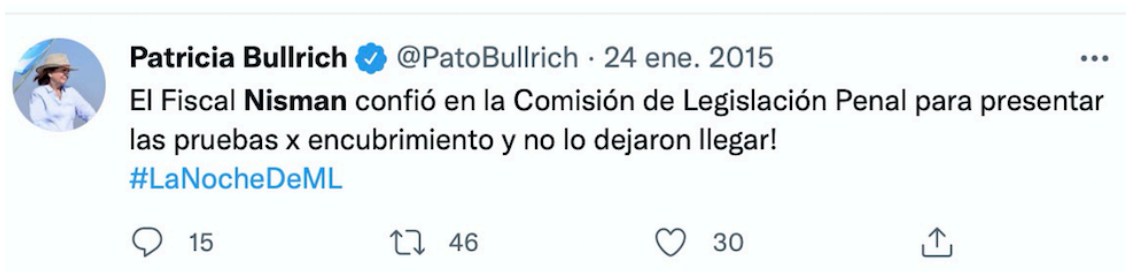 Patricia Bullrich @PatoBullrich · 24 ene. 2015
El Fiscal Nisman confió en la Comisión de Legislación Penal para presentar
las pruebas x encubrimiento y no lo dejaron llegar!
#LaNocheDeML
15 46 30